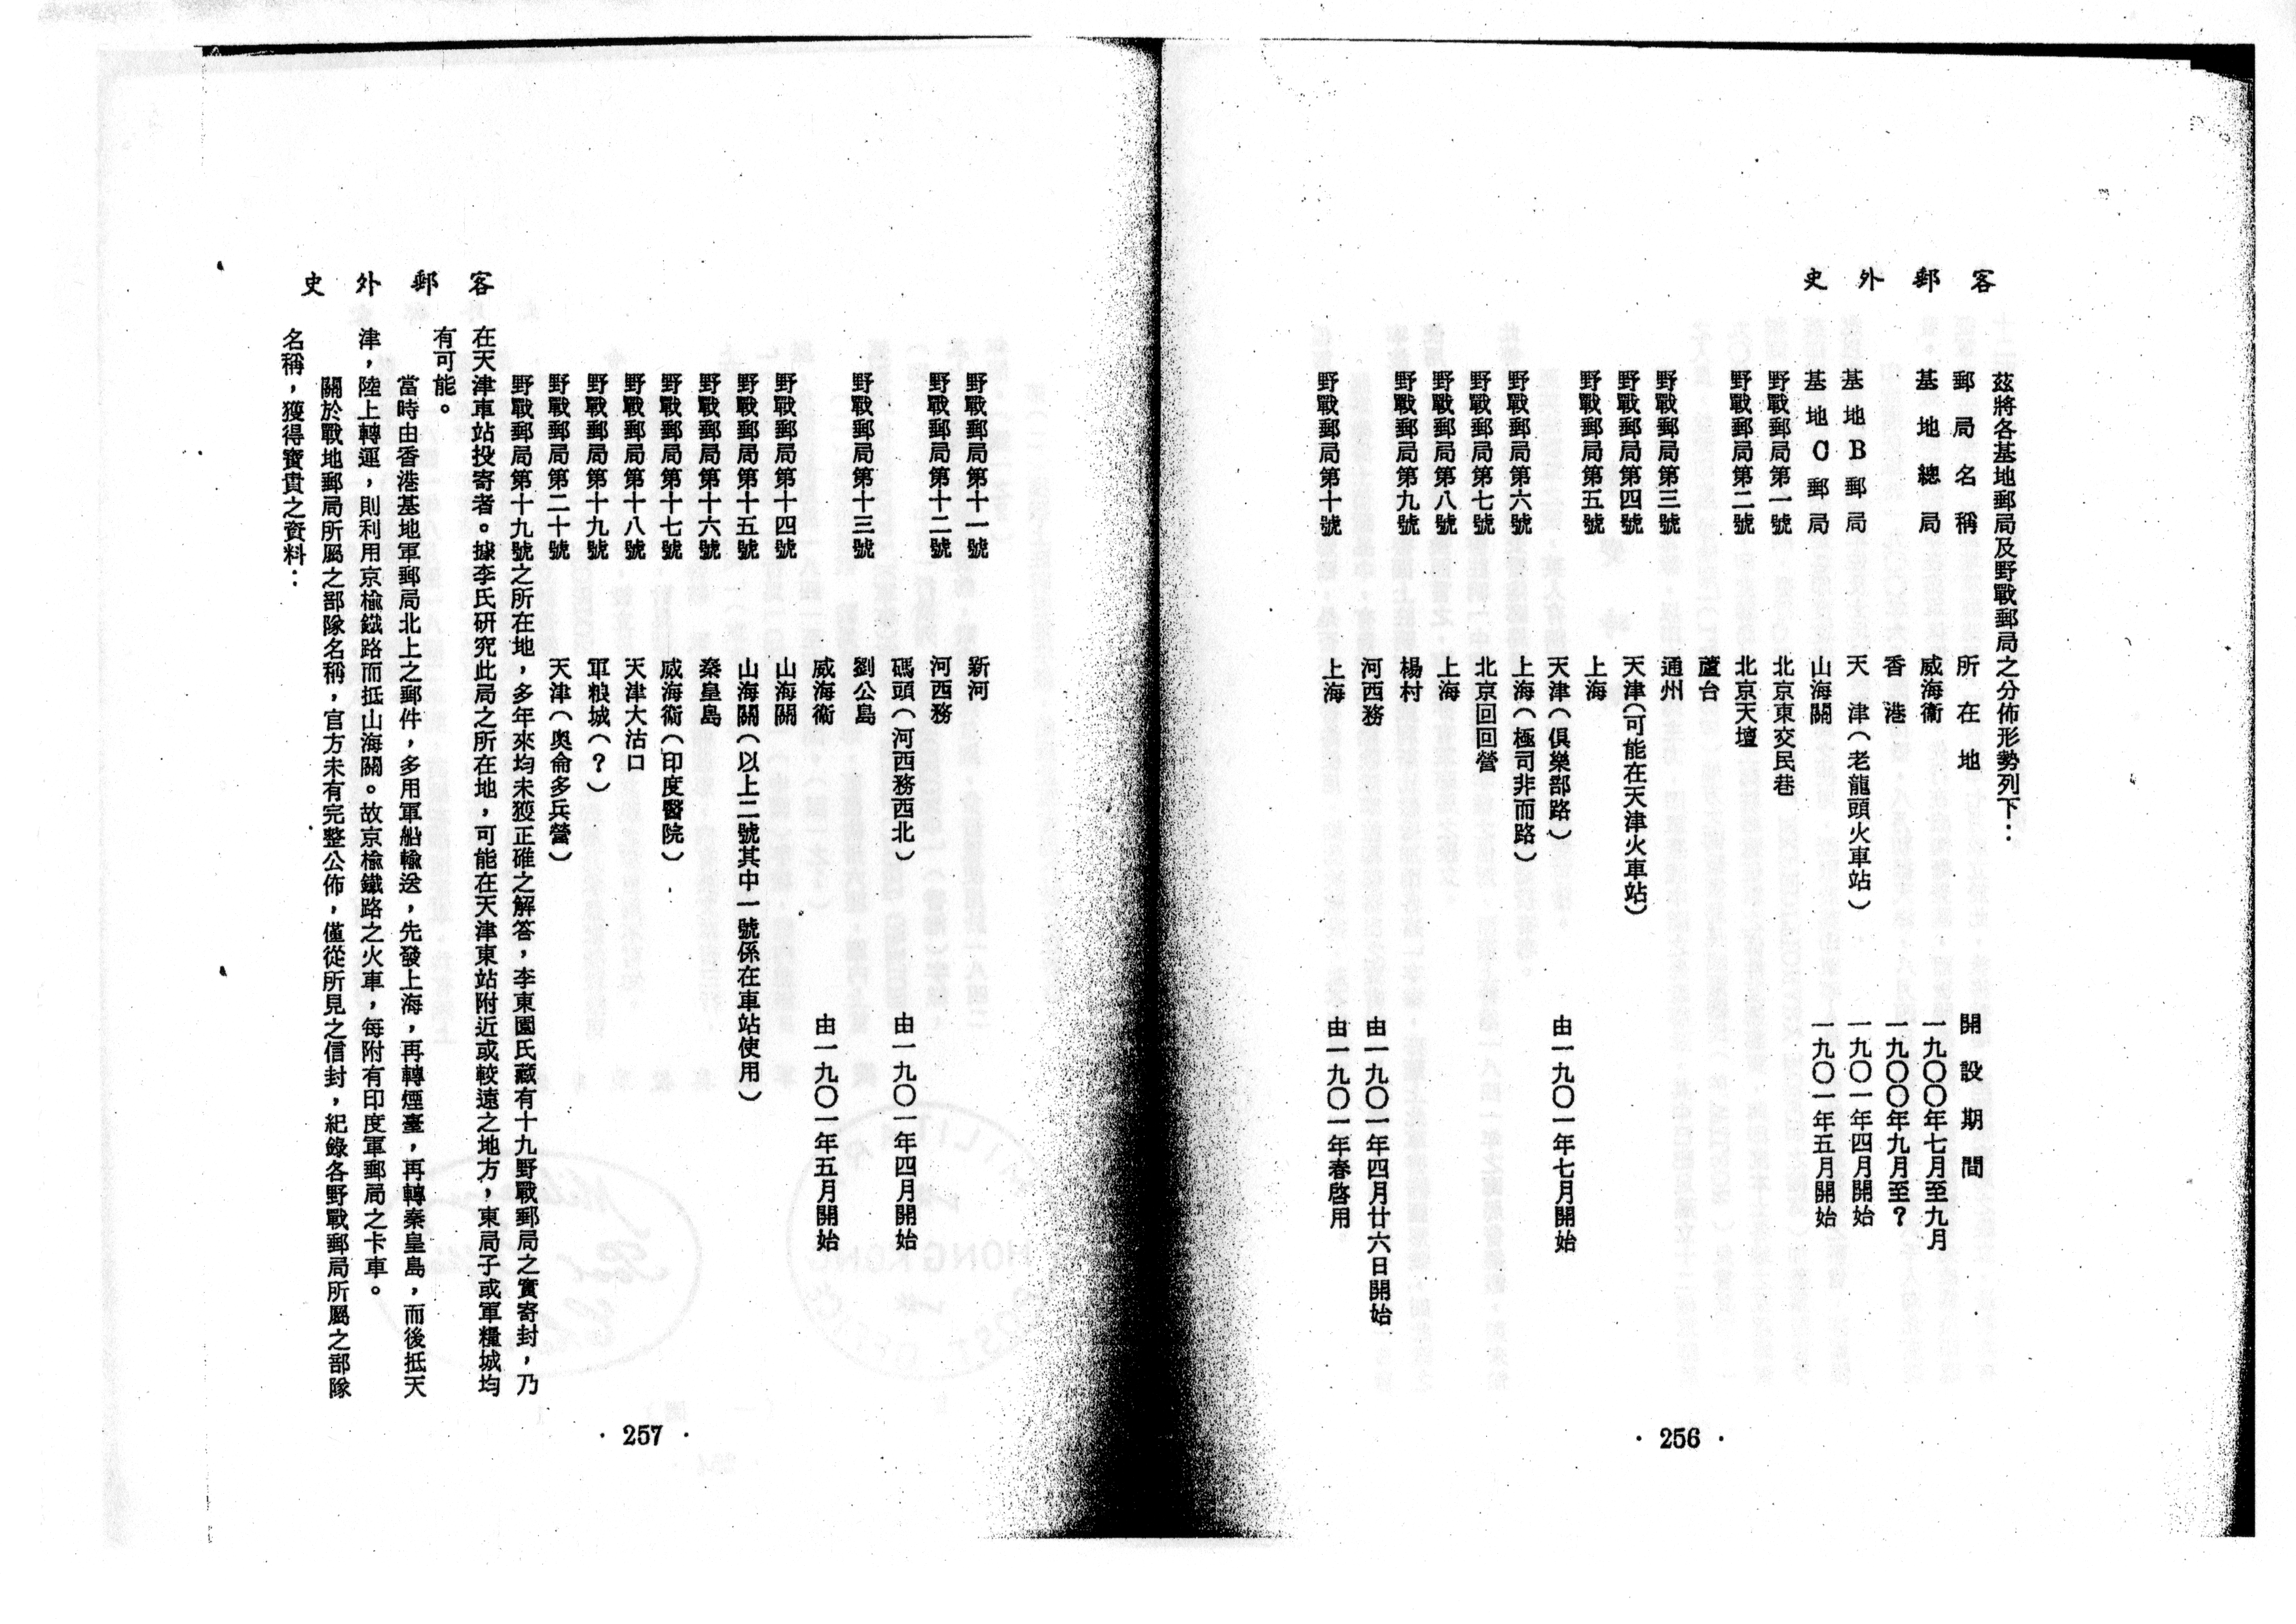 客郵外史
茲將各基地郵局及野戰郵局之分佈形勢列下：
郵局名稱　所在地　開設期間
基地總局　威海衞　一九〇〇年七月至九月
香港　一九〇〇年九月至？
基地B郵局　天津（老龍頭火車站）　一九〇一年四月開始
基地C郵局　山海關　一九〇一年五月開始
野戰郵局第一號　北京東交民巷
野戰郵局第二號　北京天壇
蘆台
野戰郵局第三號　通州
野戰郵局第四號　天津（可能在天津火車站）
野戰郵局第五號　上海
天津（俱樂部路）　由一九〇一年七月開始
野戰郵局第六號　上海（極司非而路）
野戰郵局第七號　北京回回營
野戰郵局第八號　上海
野戰郵局第九號　楊村
河西務　由一九〇一年四月廿六日開始
野戰郵局第十號　上海　由一九〇一年春啓用
· 256 ·
客郵外史
野戰郵局第十一號　新河
野戰郵局第十二號　河西務
碼頭（河西務西北）　由一九〇一年四月開始
野戰郵局第十三號　劉公島
威海衞　由一九〇一年五月開始
野戰郵局第十四號　山海關
野戰郵局第十五號　山海關（以上二號其中一號係在車站使用）
野戰郵局第十六號　秦皇島
野戰郵局第十七號　威海衞（印度醫院）
野戰郵局第十八號　天津大沽口
野戰郵局第十九號　軍粮城（？）
野戰郵局第二十號　天津（奧侖多兵營）
野戰郵局第十九號之所在地，多年來均未獲正確之解答，李東園氏藏有十九野戰郵局之實寄封，乃
在天津車站投寄者。據李氏研究此局之所在地，可能在天津東站附近或較遠之地方，東局子或軍糧城均
有可能。
當時由香港基地軍郵局北上之郵件，多用軍船輸送，先發上海，再轉煙臺，再轉秦皇島，而後抵天
津，陸上轉運，則利用京榆鐵路而抵山海關。故京榆鐵路之火車，每附有印度軍郵局之卡車。
關於戰地郵局所屬之部隊名稱，官方未有完整公佈，僅從所見之信封，紀錄各野戰郵局所屬之部隊
名稱，獲得寶貴之資料：
· 257 ·